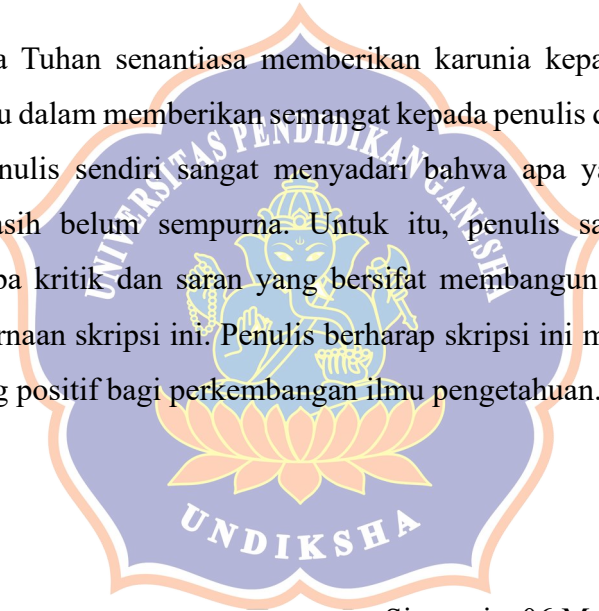 a Tuhan senantiasa memberikan karunia kepa
u dalam memberikan semangat kepada penulis d
nulis sendiri sangat menyadari bahwa apa ya
asih belum sempurna. Untuk itu, penulis sa
pa kritik dan saran yang bersifat membangun
rnaan skripsi ini. Penulis berharap skripsi ini m
g positif bagi perkembangan ilmu pengetahuan.
UNIVERSITAS PENDIDIKAN GANESHA
UNDIKSHA
06 M